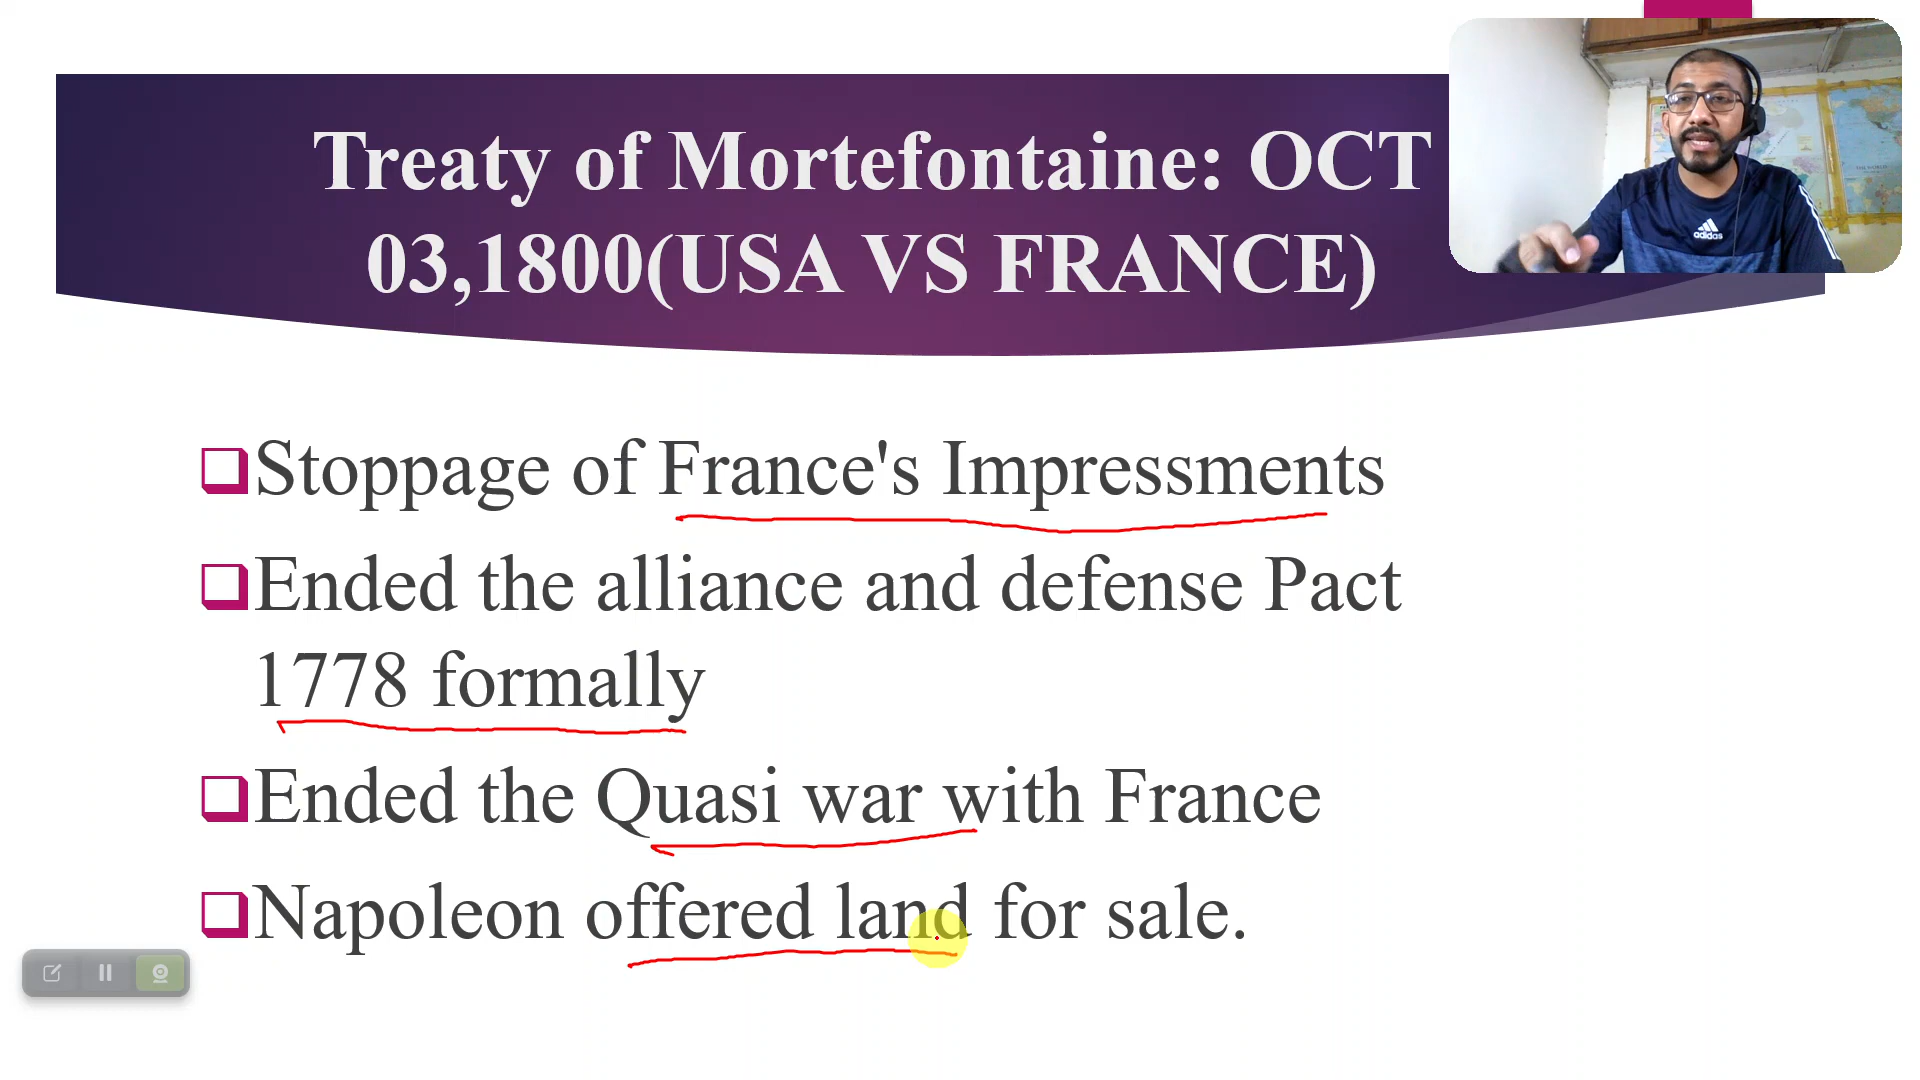 Treaty of Mortefontaine: OCT
03,1800(USA VS FRANCE)
adidas
Stoppage of France's Impressments
Ended the alliance and defense Pact
1778 formally
Ended the Quasi war with France
Napoleon offered land for sale.